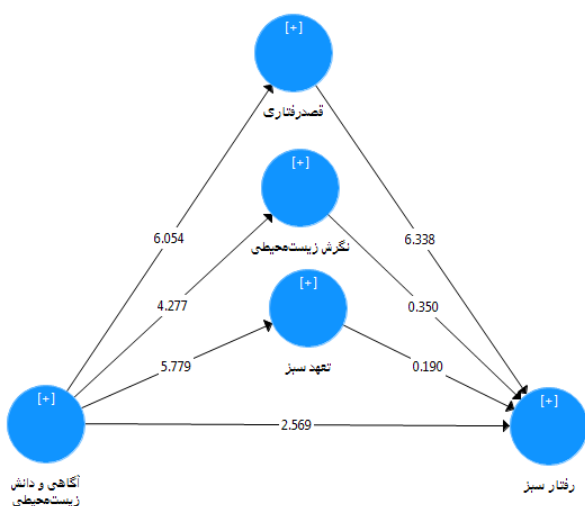 [+]
قصدرفتاری
[+]
6.054
6.338
نگرش زیست‌محیطی
[+]
4.277
0.350
5.779
تعهد سبز
0.190
[+]
2.569
[+]
آگاهی و دانش
زیست‌محیطی
رفتار سبز